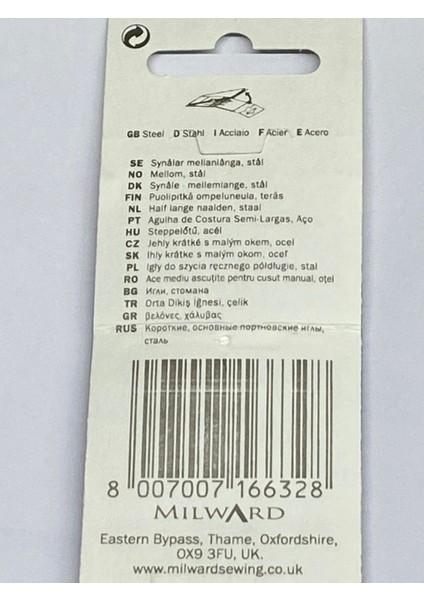 GB Steel D Stahl I Acciaio F Acier E Acero
SE Synålar mellanlånga, stål
NO Mellom, stål
DK Synåle - mellemlange, stål
FIN Puolipitkä ompeluneula, teräs
NL Half lange naalden, staal
PT Agulha de Costura Semi-Largas, Aço
HU Steppelőtű, acél
CZ Jehly krátké s malým okem, ocel
SK Ihly krátke s malým okom, oceľ
PL Igły do szycia ręcznego półdługie, stal
RO Ace mediu ascuțite pentru cusut manual, oțel
BG Игли, стомана
TR Orta Dikiş İğnesi, çelik
GR βελόνες, χάλυβας
RUS Короткие, основные портновские иглы,
сталь
8 007007 166328
MILWARD
Eastern Bypass, Thame, Oxfordshire,
OX9 3FU, UK.
www.milwardsewing.co.uk